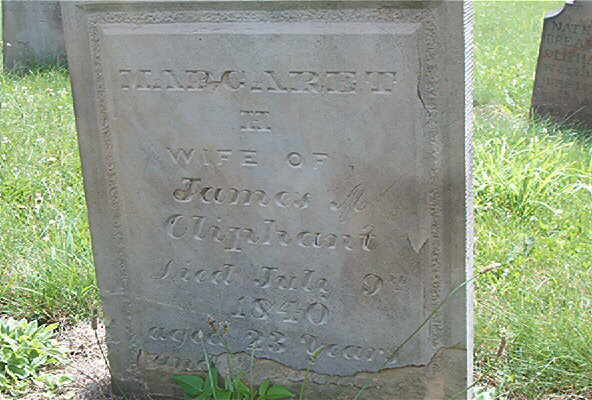 MARGARET
H
WIFE OF
James M
Oliphant
Died July 9th
1840
aged 23 Years